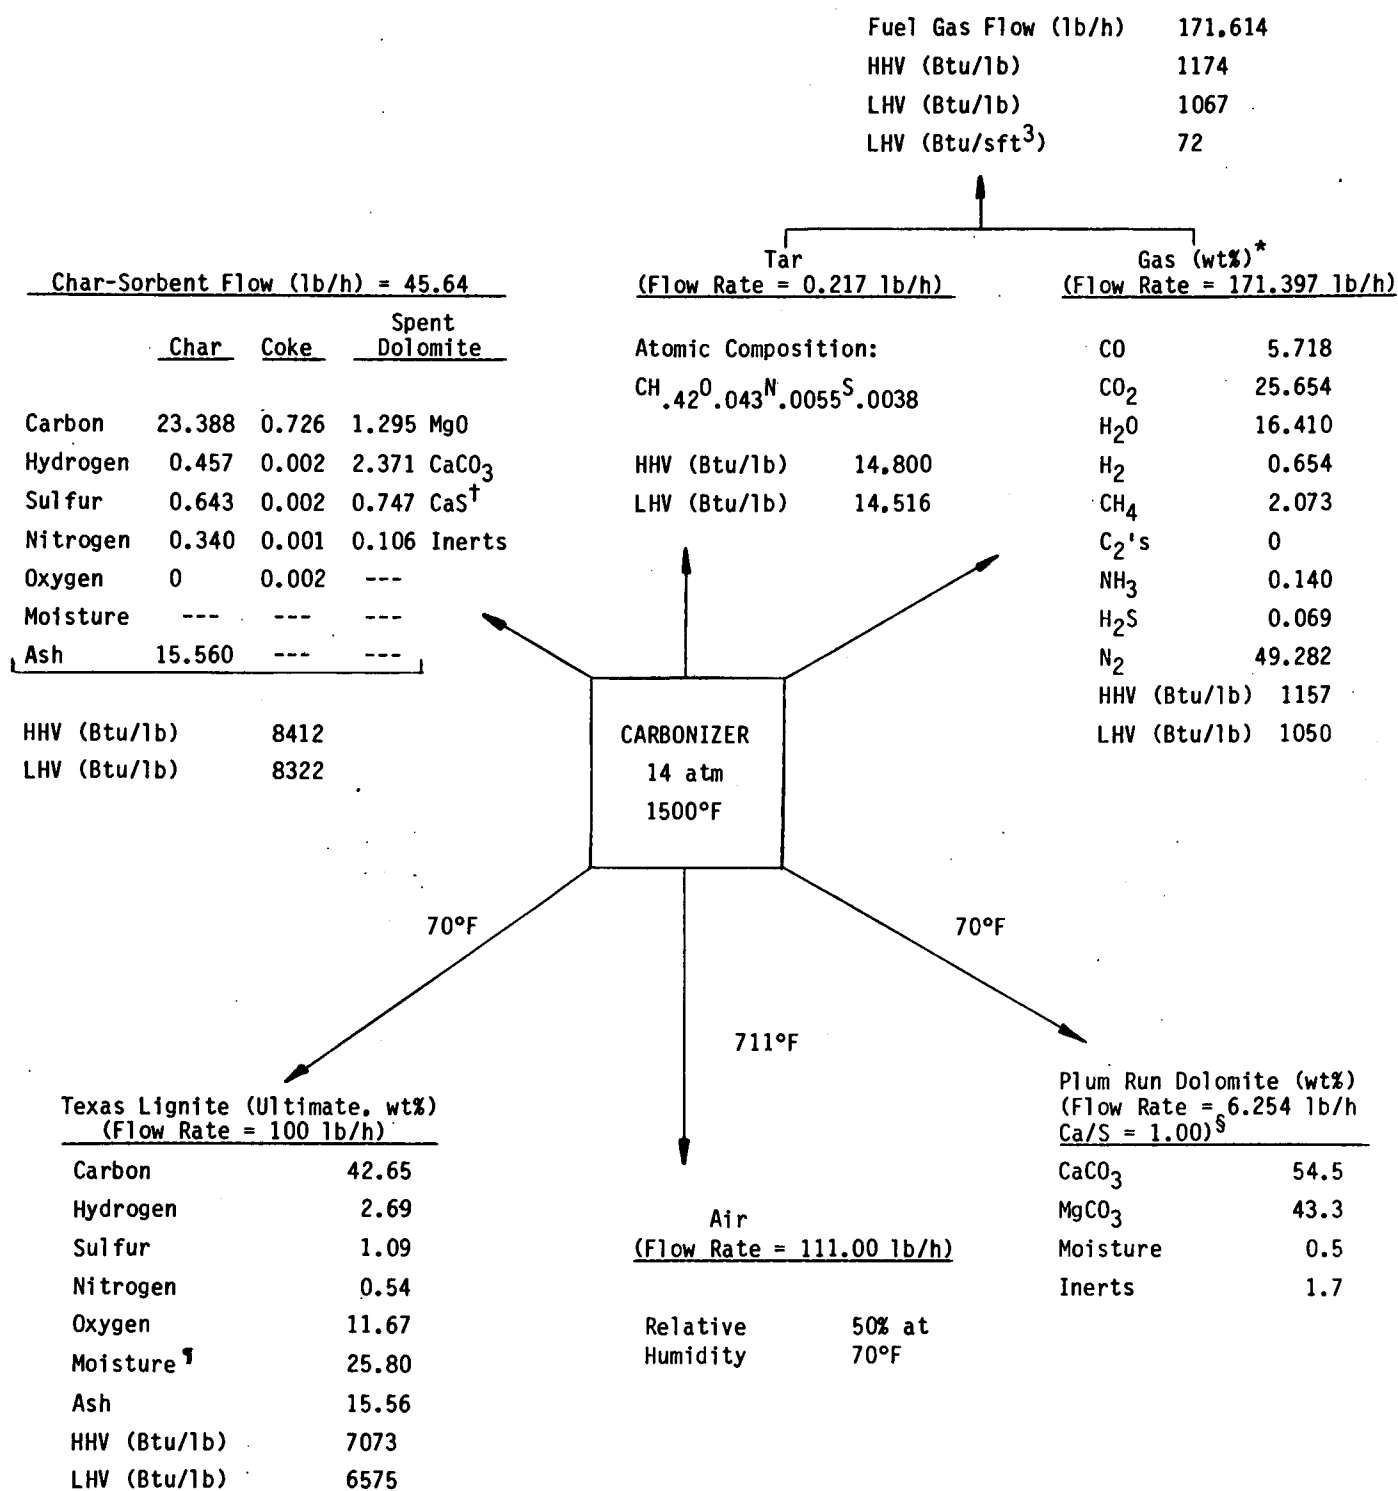 Fuel Gas Flow (lb/h) 171,614
HHV (Btu/lb) 1174
LHV (Btu/lb) 1067
LHV (Btu/sft3) 72
Char-Sorbent Flow (lb/h) = 45.64
Char Coke Spent Dolomite
Carbon 23.388 0.726 1.295 MgO
Hydrogen 0.457 0.002 2.371 CaCO3
Sulfur 0.643 0.002 0.747 CaS†
Nitrogen 0.340 0.001 0.106 Inerts
Oxygen 0 0.002 ---
Moisture --- --- ---
Ash 15.560 --- ---
HHV (Btu/lb) 8412
LHV (Btu/lb) 8322
Tar
(Flow Rate = 0.217 lb/h)
Atomic Composition:
CH.42O.043N.0055S.0038
HHV (Btu/lb) 14,800
LHV (Btu/lb) 14,516
Gas (wt%)*
(Flow Rate = 171.397 lb/h)
CO 5.718
CO2 25.654
H2O 16.410
H2 0.654
CH4 2.073
C2's 0
NH3 0.140
H2S 0.069
N2 49.282
HHV (Btu/lb) 1157
LHV (Btu/lb) 1050
CARBONIZER
14 atm
1500°F
70°F
711°F
70°F
Texas Lignite (Ultimate, wt%)
(Flow Rate = 100 lb/h)
Carbon 42.65
Hydrogen 2.69
Sulfur 1.09
Nitrogen 0.54
Oxygen 11.67
Moisture¶ 25.80
Ash 15.56
HHV (Btu/lb) 7073
LHV (Btu/lb) 6575
Air
(Flow Rate = 111.00 lb/h)
Relative 50% at
Humidity 70°F
Plum Run Dolomite (wt%)
(Flow Rate = 6.254 lb/h
Ca/S = 1.00)§
CaCO3 54.5
MgCO3 43.3
Moisture 0.5
Inerts 1.7